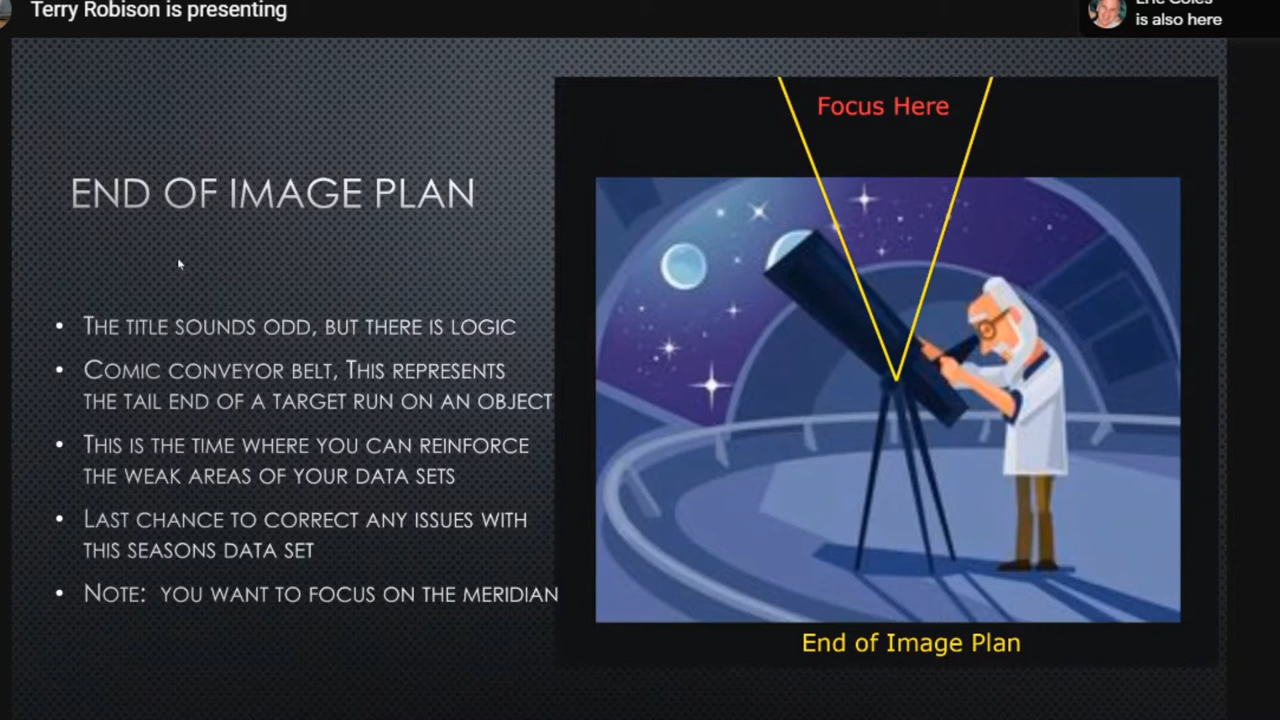 Terry Robison is presenting
Eric Coles
is also here
END OF IMAGE PLAN
• THE TITLE SOUNDS ODD, BUT THERE IS LOGIC
• COMIC CONVEYOR BELT, THIS REPRESENTS
THE TAIL END OF A TARGET RUN ON AN OBJECT
• THIS IS THE TIME WHERE YOU CAN REINFORCE
THE WEAK AREAS OF YOUR DATA SETS
• LAST CHANCE TO CORRECT ANY ISSUES WITH
THIS SEASONS DATA SET
• NOTE: YOU WANT TO FOCUS ON THE MERIDIAN
Focus Here
End of Image Plan